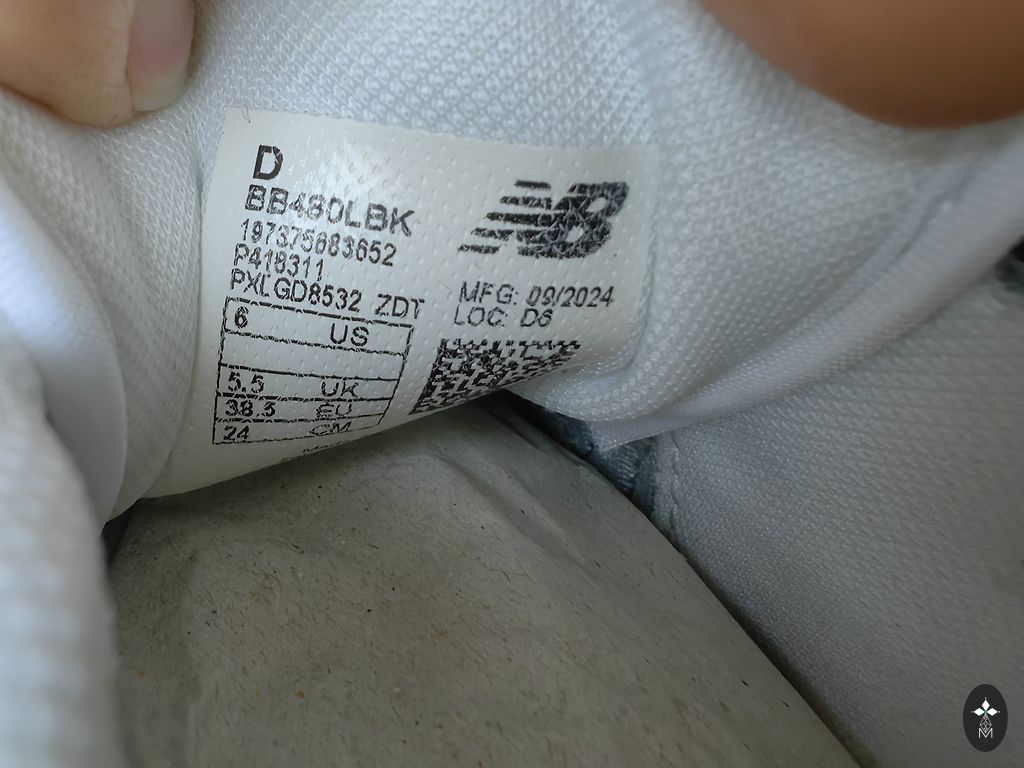 D
BB480LBK
197375683652
P418311
PXLGD8532 ZDT
6 US
5.5 UK
38.5 EU
24 CM
NB
MFG: 09/2024
LOC: D6
M